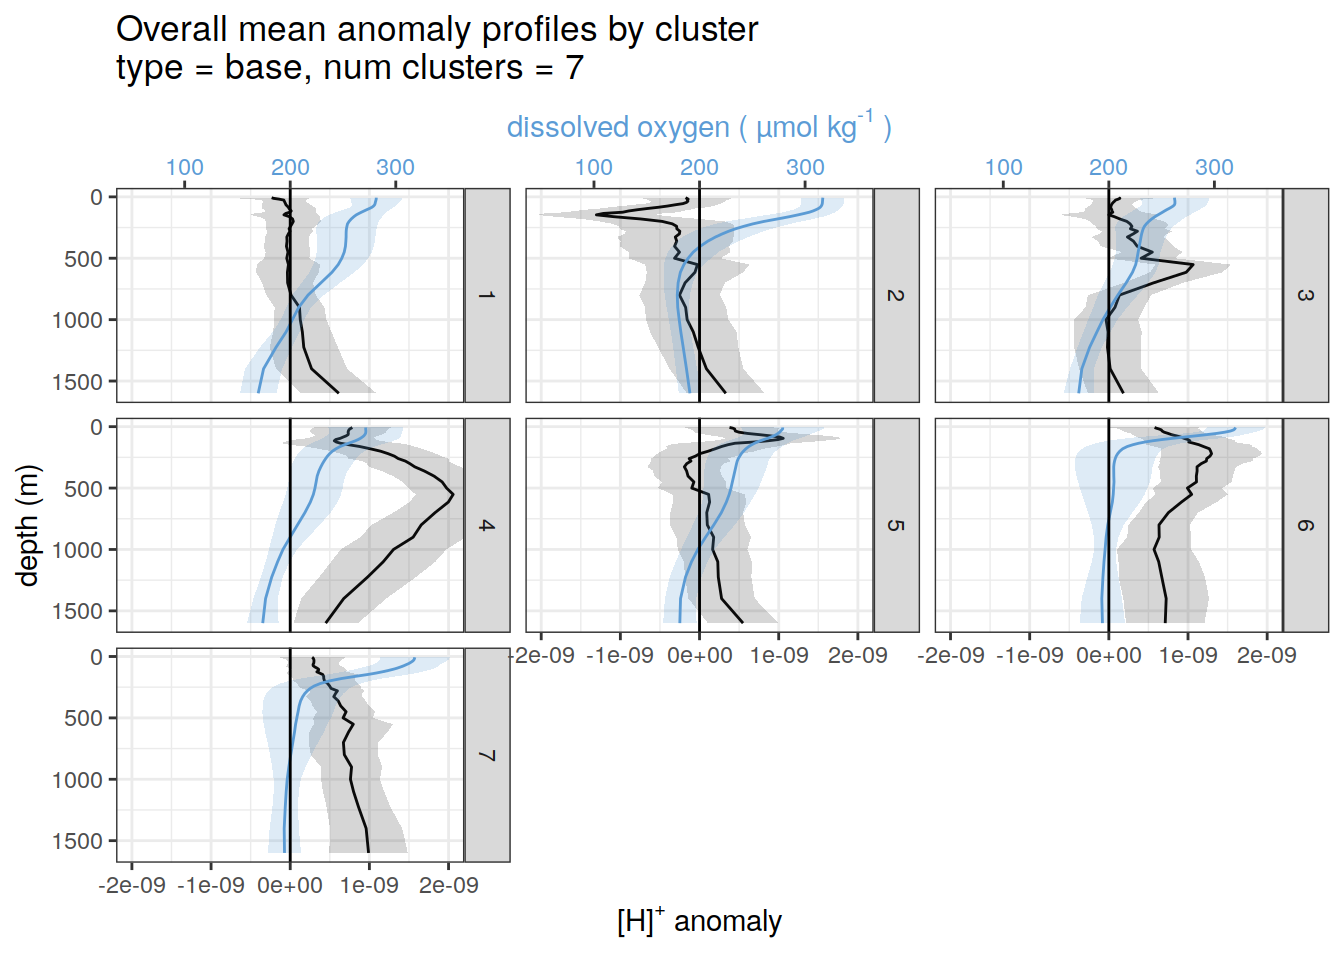 Overall mean anomaly profiles by cluster
type = base, num clusters = 7
dissolved oxygen ( µmol kg⁻¹ )
100 200 300 100 200 300 100 200 300
0
500
1000
1500
1
2
3
depth (m)
0
500
1000
1500
4
5
6
-2e-09 -1e-09 0e+00 1e-09 2e-09 -2e-09 -1e-09 0e+00 1e-09 2e-09
0
500
1000
1500
7
-2e-09 -1e-09 0e+00 1e-09 2e-09
[H]⁺ anomaly